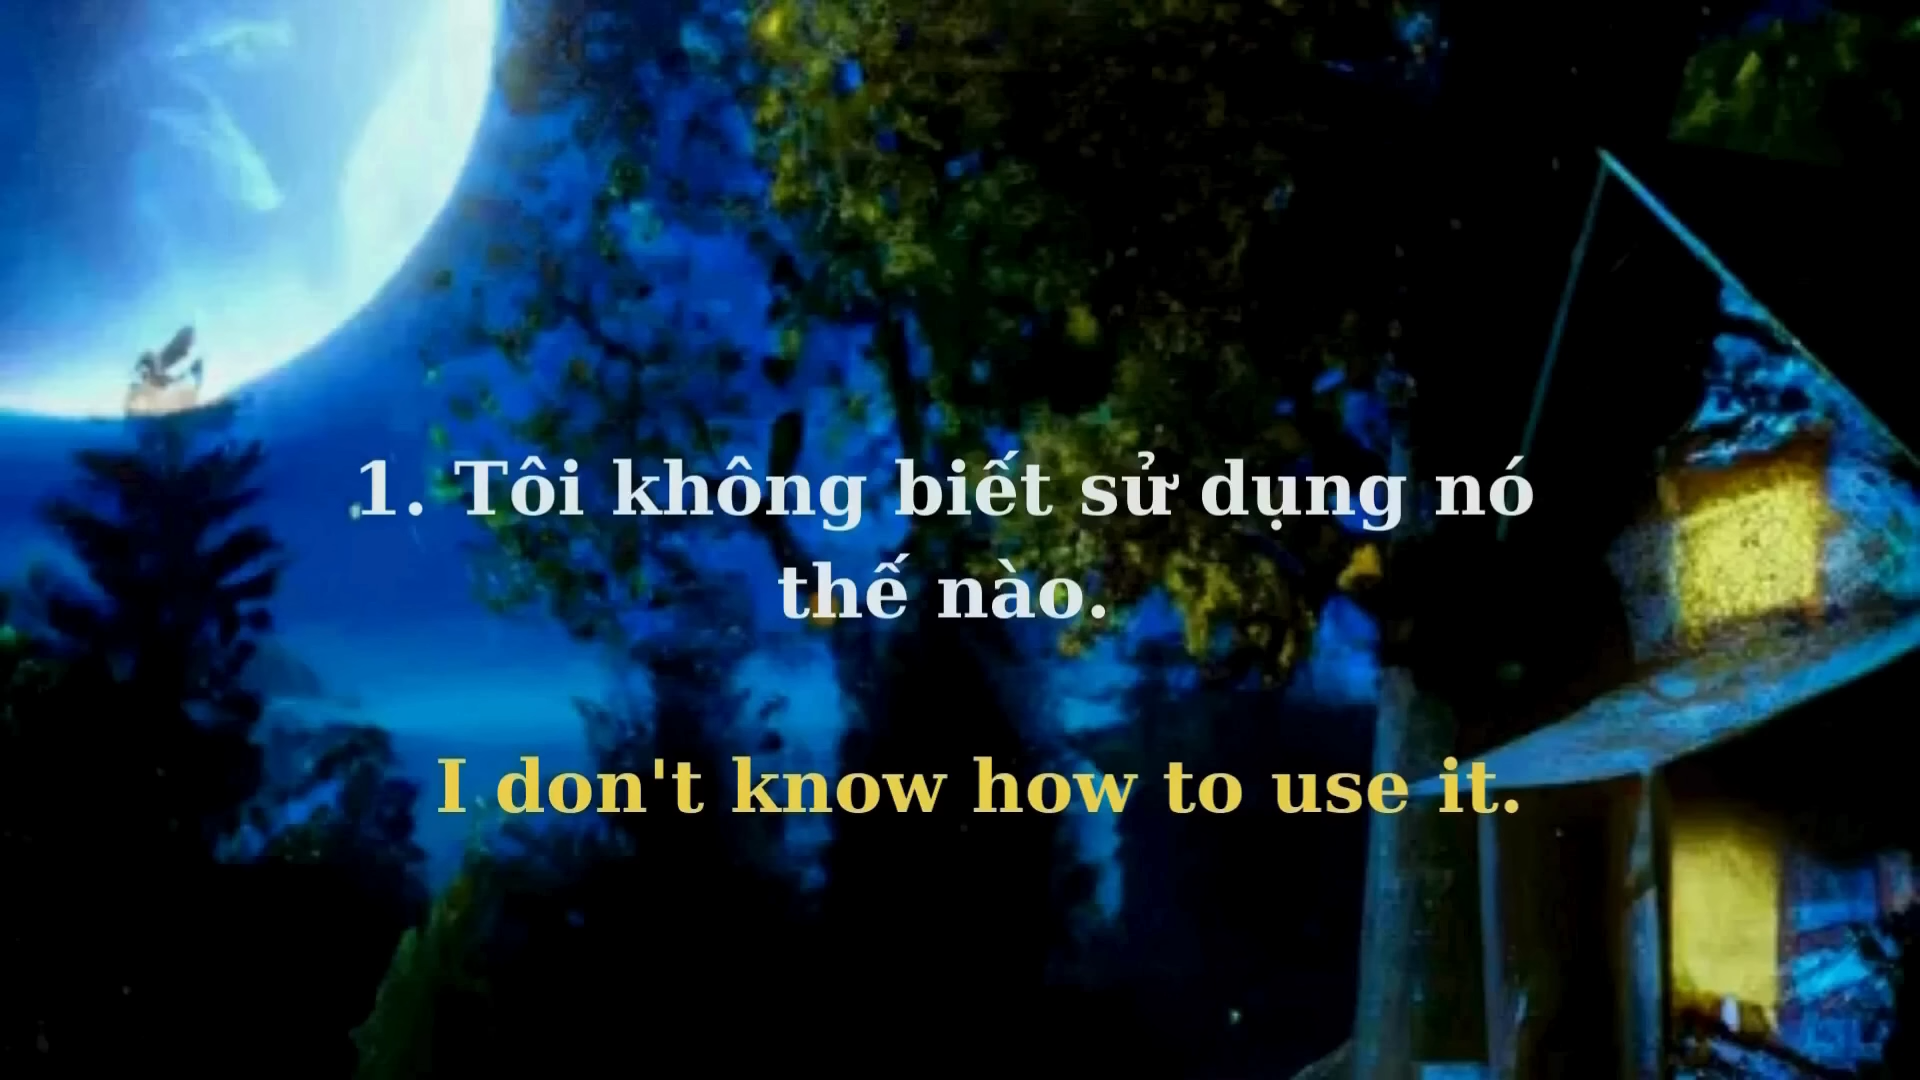 1. Tôi không biết sử dụng nó
thế nào.
I don't know how to use it.